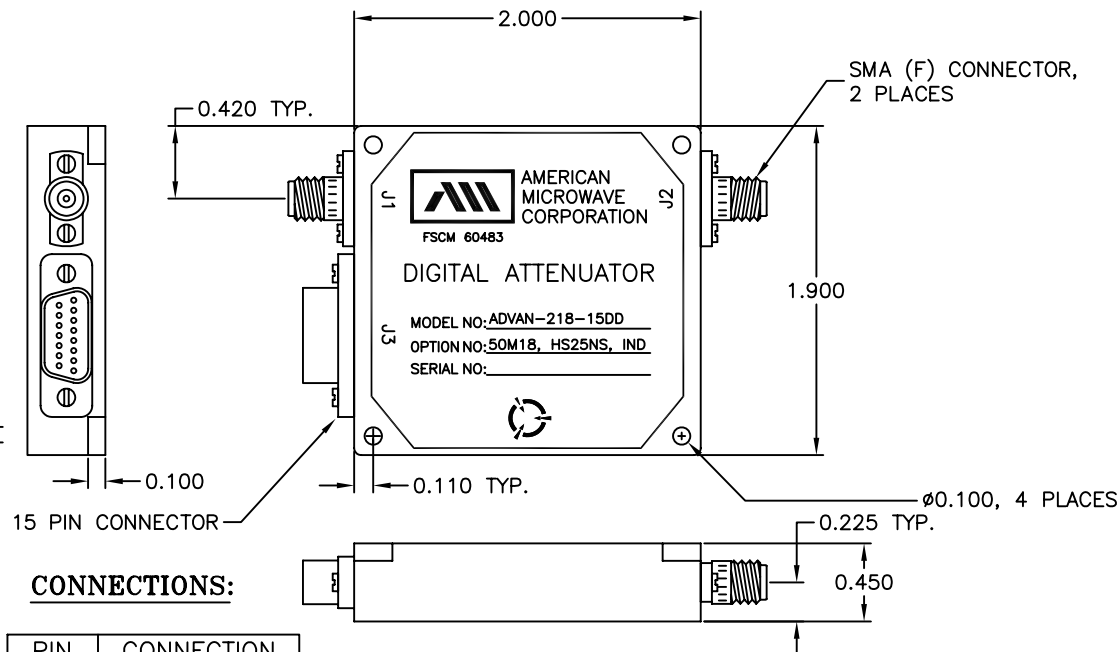 2.000
SMA (F) CONNECTOR,
2 PLACES
0.420 TYP.
J1
AMERICAN
MICROWAVE
CORPORATION
J2
FSCM 60483
DIGITAL ATTENUATOR
1.900
J3
MODEL NO: ADVAN-218-15DD
OPTION NO: 50M18, HS25NS, IND
SERIAL NO:
0.100
0.110 TYP.
ø0.100, 4 PLACES
15 PIN CONNECTOR
0.225 TYP.
0.450
CONNECTIONS:
PIN CONNECTION